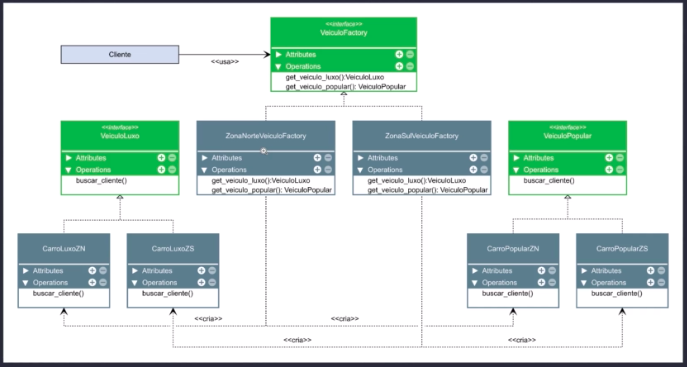 <<interface>>
VeiculoFactory
Attributes
Operations
get_veiculo_luxo():VeiculoLuxo
get_veiculo_popular(): VeiculoPopular
Cliente
<<usa>>
<<interface>>
VeiculoLuxo
Attributes
Operations
buscar_cliente()
ZonaNorteVeiculoFactory
Attributes
Operations
get_veiculo_luxo():VeiculoLuxo
get_veiculo_popular(): VeiculoPopular
ZonaSulVeiculoFactory
Attributes
Operations
get_veiculo_luxo():VeiculoLuxo
get_veiculo_popular(): VeiculoPopular
<<interface>>
VeiculoPopular
Attributes
Operations
buscar_cliente()
CarroLuxoZN
Attributes
Operations
buscar_cliente()
CarroLuxoZS
Attributes
Operations
buscar_cliente()
CarroPopularZN
Attributes
Operations
buscar_cliente()
CarroPopularZS
Attributes
Operations
buscar_cliente()
<<cria>>
<<cria>>
<<cria>>
<<cria>>